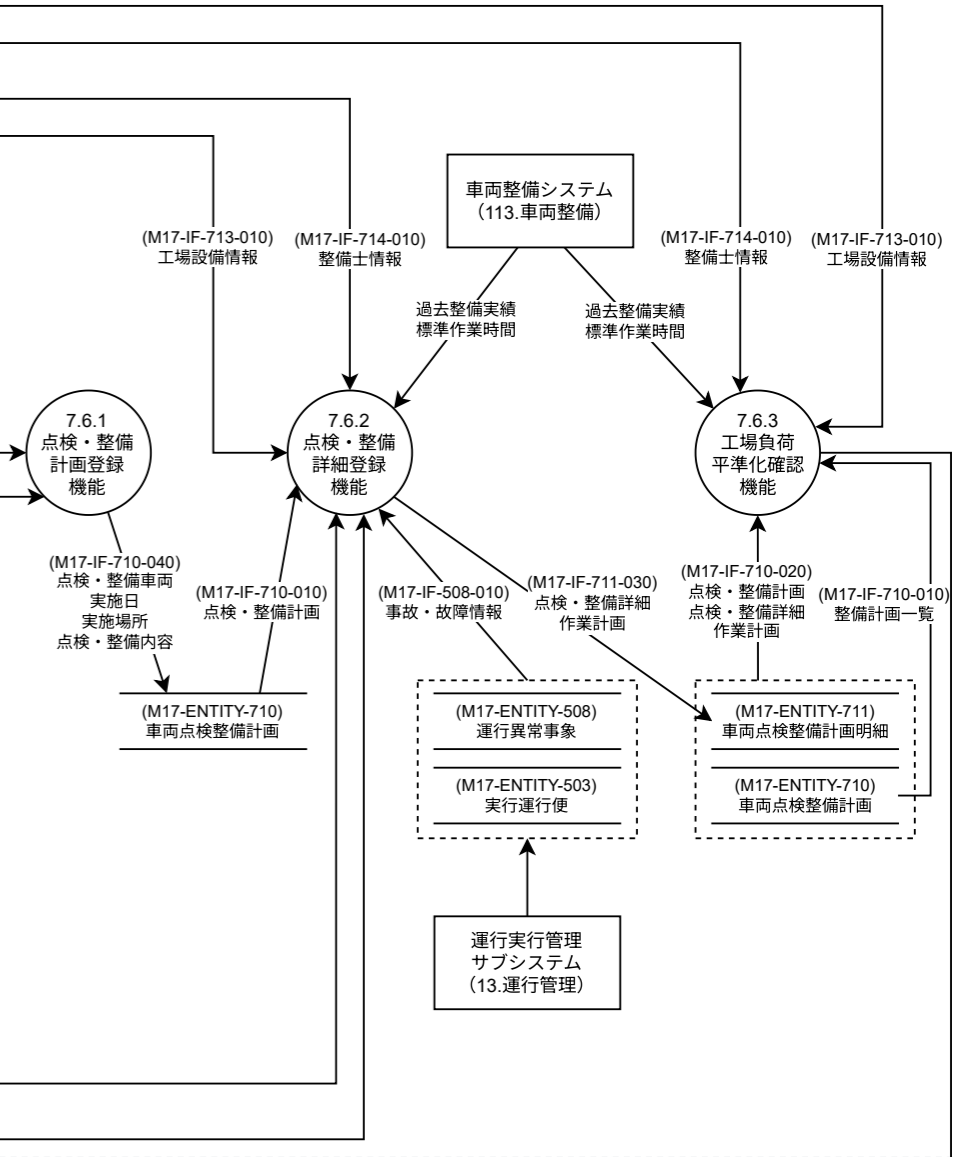 車両整備システム
（113.車両整備）
(M17-IF-713-010)
工場設備情報
(M17-IF-714-010)
整備士情報
(M17-IF-714-010)
整備士情報
(M17-IF-713-010)
工場設備情報
過去整備実績
標準作業時間
過去整備実績
標準作業時間
7.6.1
点検・整備
計画登録
機能
7.6.2
点検・整備
詳細登録
機能
7.6.3
工場負荷
平準化確認
機能
(M17-IF-710-040)
点検・整備車両
実施日
実施場所
点検・整備内容
(M17-IF-710-010)
点検・整備計画
(M17-IF-508-010)
事故・故障情報
(M17-IF-711-030)
点検・整備詳細
作業計画
(M17-IF-710-020)
点検・整備計画
点検・整備詳細
作業計画
(M17-IF-710-010)
整備計画一覧
(M17-ENTITY-710)
車両点検整備計画
(M17-ENTITY-508)
運行異常事象
(M17-ENTITY-503)
実行運行便
(M17-ENTITY-711)
車両点検整備計画明細
(M17-ENTITY-710)
車両点検整備計画
運行実行管理
サブシステム
（13.運行管理）